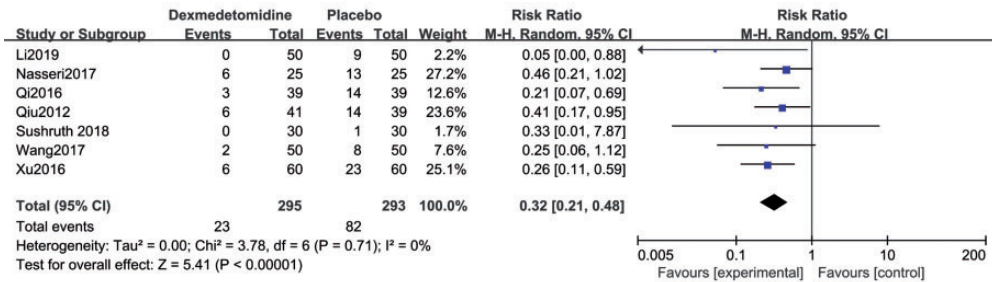 Dexmedetomidine Placebo Risk Ratio Risk Ratio
Study or Subgroup Events Total Events Total Weight M-H. Random. 95% CI M-H. Random. 95% CI
Li2019 0 50 9 50 2.2% 0.05 [0.00, 0.88]
Nasseri2017 6 25 13 25 27.2% 0.46 [0.21, 1.02]
Qi2016 3 39 14 39 12.6% 0.21 [0.07, 0.69]
Qiu2012 6 41 14 39 23.6% 0.41 [0.17, 0.95]
Sushruth 2018 0 30 1 30 1.7% 0.33 [0.01, 7.87]
Wang2017 2 50 8 50 7.6% 0.25 [0.06, 1.12]
Xu2016 6 60 23 60 25.1% 0.26 [0.11, 0.59]
Total (95% CI) 295 293 100.0% 0.32 [0.21, 0.48]
Total events 23 82
Heterogeneity: Tau² = 0.00; Chi² = 3.78, df = 6 (P = 0.71); I² = 0%
Test for overall effect: Z = 5.41 (P < 0.00001)
0.005 0.1 1 10 200
Favours [experimental] Favours [control]